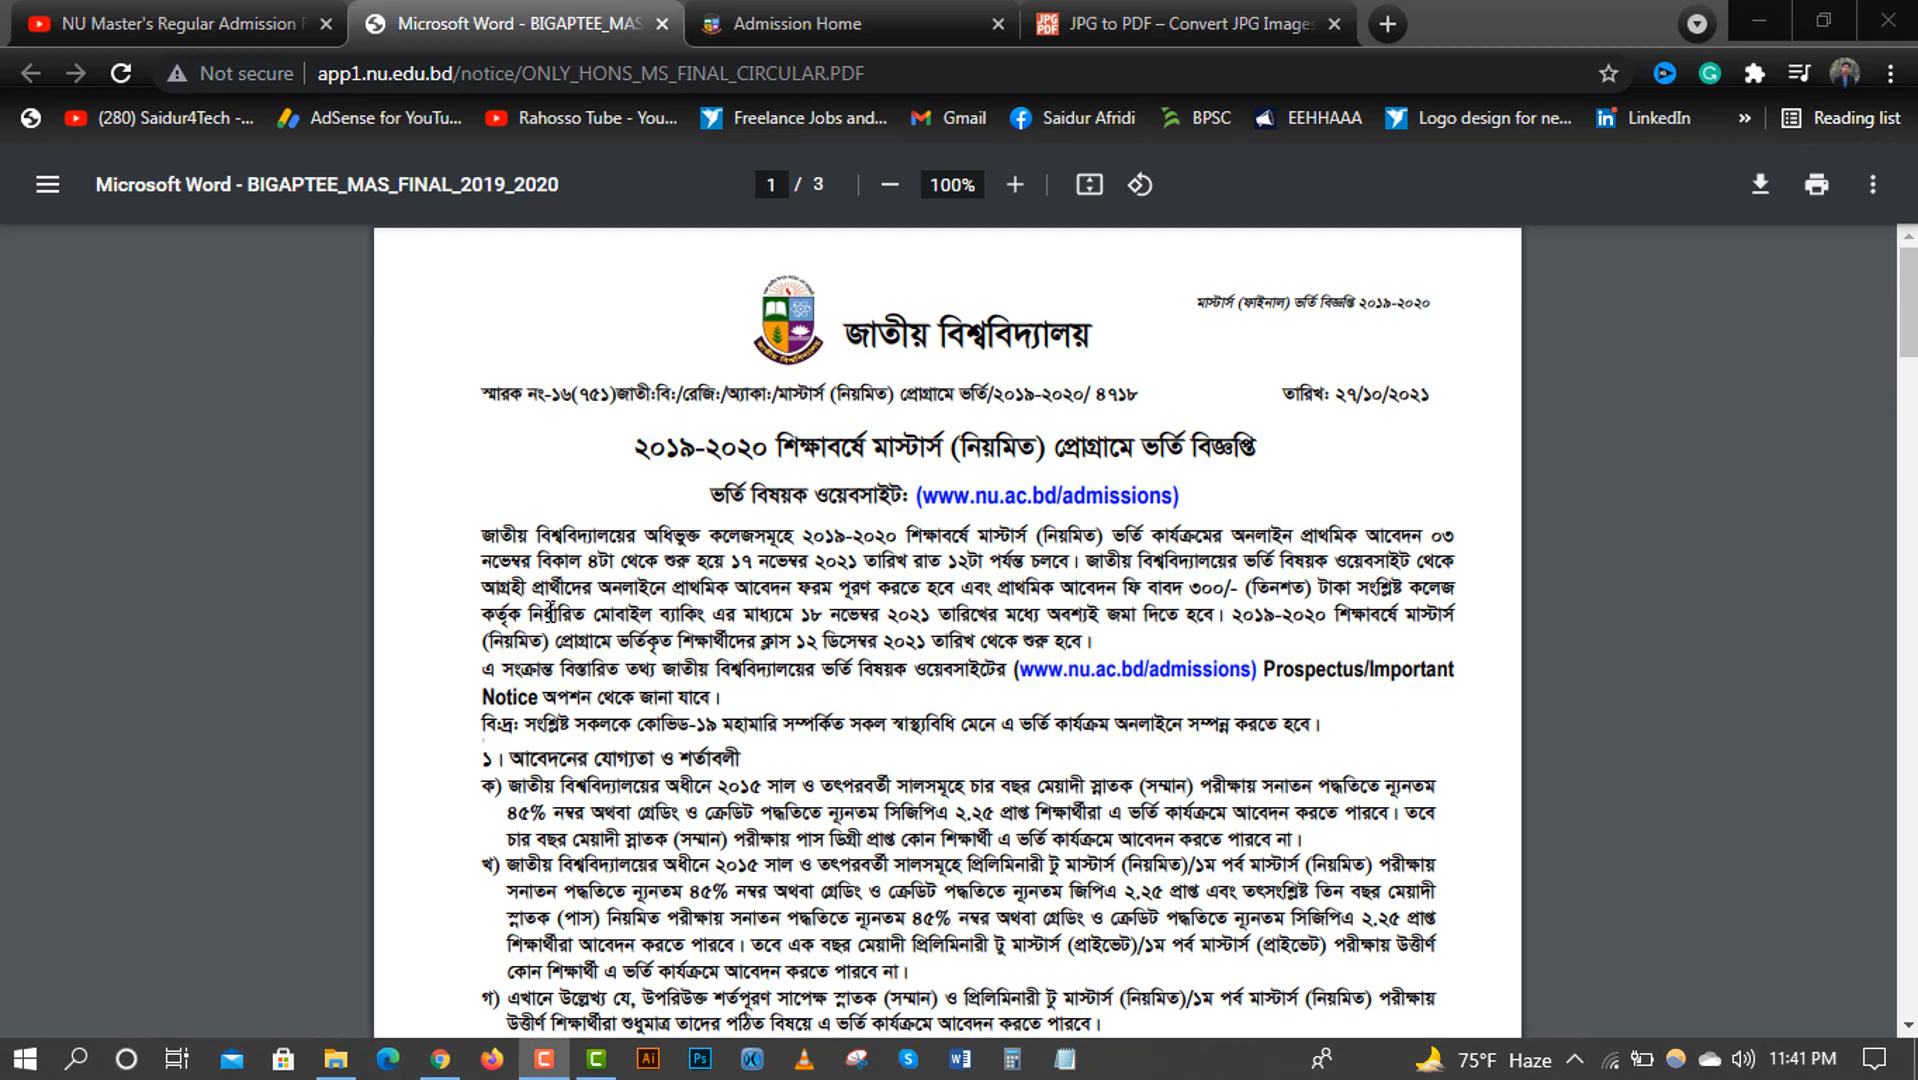 NU Master's Regular Admission F
Microsoft Word - BIGAPTEE_MAS
Admission Home
JPG to PDF – Convert JPG Images
Not secure
app1.nu.edu.bd/notice/ONLY_HONS_MS_FINAL_CIRCULAR.PDF
(280) Saidur4Tech -...
AdSense for YouTu...
Rahosso Tube - You...
Freelance Jobs and...
Gmail
Saidur Afridi
BPSC
EEHHAAA
Logo design for ne...
LinkedIn
»
Reading list
Microsoft Word - BIGAPTEE_MAS_FINAL_2019_2020
1 / 3
100%
মাস্টার্স (ফাইনাল) ভর্তি বিজ্ঞপ্তি ২০১৯-২০২০
জাতীয় বিশ্ববিদ্যালয়
স্মারক নং-১৬(৭৫১)জাতী:বি:/রেজি:/অ্যাকা:/মাস্টার্স (নিয়মিত) প্রোগ্রামে ভর্তি/২০১৯-২০২০/ ৪৭১৮
তারিখ: ২৭/১০/২০২১
২০১৯-২০২০ শিক্ষাবর্ষে মাস্টার্স (নিয়মিত) প্রোগ্রামে ভর্তি বিজ্ঞপ্তি
ভর্তি বিষয়ক ওয়েবসাইট: (www.nu.ac.bd/admissions)
জাতীয় বিশ্ববিদ্যালয়ের অধিভুক্ত কলেজসমূহে ২০১৯-২০২০ শিক্ষাবর্ষে মাস্টার্স (নিয়মিত) ভর্তি কার্যক্রমের অনলাইন প্রাথমিক আবেদন ০৩
নভেম্বর বিকাল ৪টা থেকে শুরু হয়ে ১৭ নভেম্বর ২০২১ তারিখ রাত ১২টা পর্যন্ত চলবে। জাতীয় বিশ্ববিদ্যালয়ের ভর্তি বিষয়ক ওয়েবসাইট থেকে
আগ্রহী প্রার্থীদের অনলাইনে প্রাথমিক আবেদন ফরম পূরণ করতে হবে এবং প্রাথমিক আবেদন ফি বাবদ ৩০০/- (তিনশত) টাকা সংশ্লিষ্ট কলেজ
কর্তৃক নির্ধারিত মোবাইল ব্যাকিং এর মাধ্যমে ১৮ নভেম্বর ২০২১ তারিখের মধ্যে অবশ্যই জমা দিতে হবে। ২০১৯-২০২০ শিক্ষাবর্ষে মাস্টার্স
(নিয়মিত) প্রোগ্রামে ভর্তিকৃত শিক্ষার্থীদের ক্লাস ১২ ডিসেম্বর ২০২১ তারিখ থেকে শুরু হবে।
এ সংক্রান্ত বিস্তারিত তথ্য জাতীয় বিশ্ববিদ্যালয়ের ভর্তি বিষয়ক ওয়েবসাইটের (www.nu.ac.bd/admissions) Prospectus/Important
Notice অপশন থেকে জানা যাবে।
বি:দ্র: সংশ্লিষ্ট সকলকে কোভিড-১৯ মহামারি সম্পর্কিত সকল স্বাস্থ্যবিধি মেনে এ ভর্তি কার্যক্রম অনলাইনে সম্পন্ন করতে হবে।
১। আবেদনের যোগ্যতা ও শর্তাবলী
ক) জাতীয় বিশ্ববিদ্যালয়ের অধীনে ২০১৫ সাল ও তৎপরবর্তী সালসমূহে চার বছর মেয়াদী স্নাতক (সম্মান) পরীক্ষায় সনাতন পদ্ধতিতে ন্যূনতম
৪৫% নম্বর অথবা গ্রেডিং ও ক্রেডিট পদ্ধতিতে ন্যূনতম সিজিপিএ ২.২৫ প্রাপ্ত শিক্ষার্থীরা এ ভর্তি কার্যক্রমে আবেদন করতে পারবে। তবে
চার বছর মেয়াদী স্নাতক (সম্মান) পরীক্ষায় পাস ডিগ্রী প্রাপ্ত কোন শিক্ষার্থী এ ভর্তি কার্যক্রমে আবেদন করতে পারবে না।
খ) জাতীয় বিশ্ববিদ্যালয়ের অধীনে ২০১৫ সাল ও তৎপরবর্তী সালসমূহে প্রিলিমিনারী টু মাস্টার্স (নিয়মিত)/১ম পর্ব মাস্টার্স (নিয়মিত) পরীক্ষায়
সনাতন পদ্ধতিতে ন্যূনতম ৪৫% নম্বর অথবা গ্রেডিং ও ক্রেডিট পদ্ধতিতে ন্যূনতম জিপিএ ২.২৫ প্রাপ্ত এবং তৎসংশ্লিষ্ট তিন বছর মেয়াদী
স্নাতক (পাস) নিয়মিত পরীক্ষায় সনাতন পদ্ধতিতে ন্যূনতম ৪৫% নম্বর অথবা গ্রেডিং ও ক্রেডিট পদ্ধতিতে ন্যূনতম সিজিপিএ ২.২৫ প্রাপ্ত
শিক্ষার্থীরা আবেদন করতে পারবে। তবে এক বছর মেয়াদী প্রিলিমিনারী টু মাস্টার্স (প্রাইভেট)/১ম পর্ব মাস্টার্স (প্রাইভেট) পরীক্ষায় উত্তীর্ণ
কোন শিক্ষার্থী এ ভর্তি কার্যক্রমে আবেদন করতে পারবে না।
গ) এখানে উল্লেখ্য যে, উপরিউক্ত শর্তপূরণ সাপেক্ষ স্নাতক (সম্মান) ও প্রিলিমিনারী টু মাস্টার্স (নিয়মিত)/১ম পর্ব মাস্টার্স (নিয়মিত) পরীক্ষায়
উত্তীর্ণ শিক্ষার্থীরা শুধুমাত্র তাদের পঠিত বিষয়ে এ ভর্তি কার্যক্রমে আবেদন করতে পারবে।
75°F Haze
11:41 PM